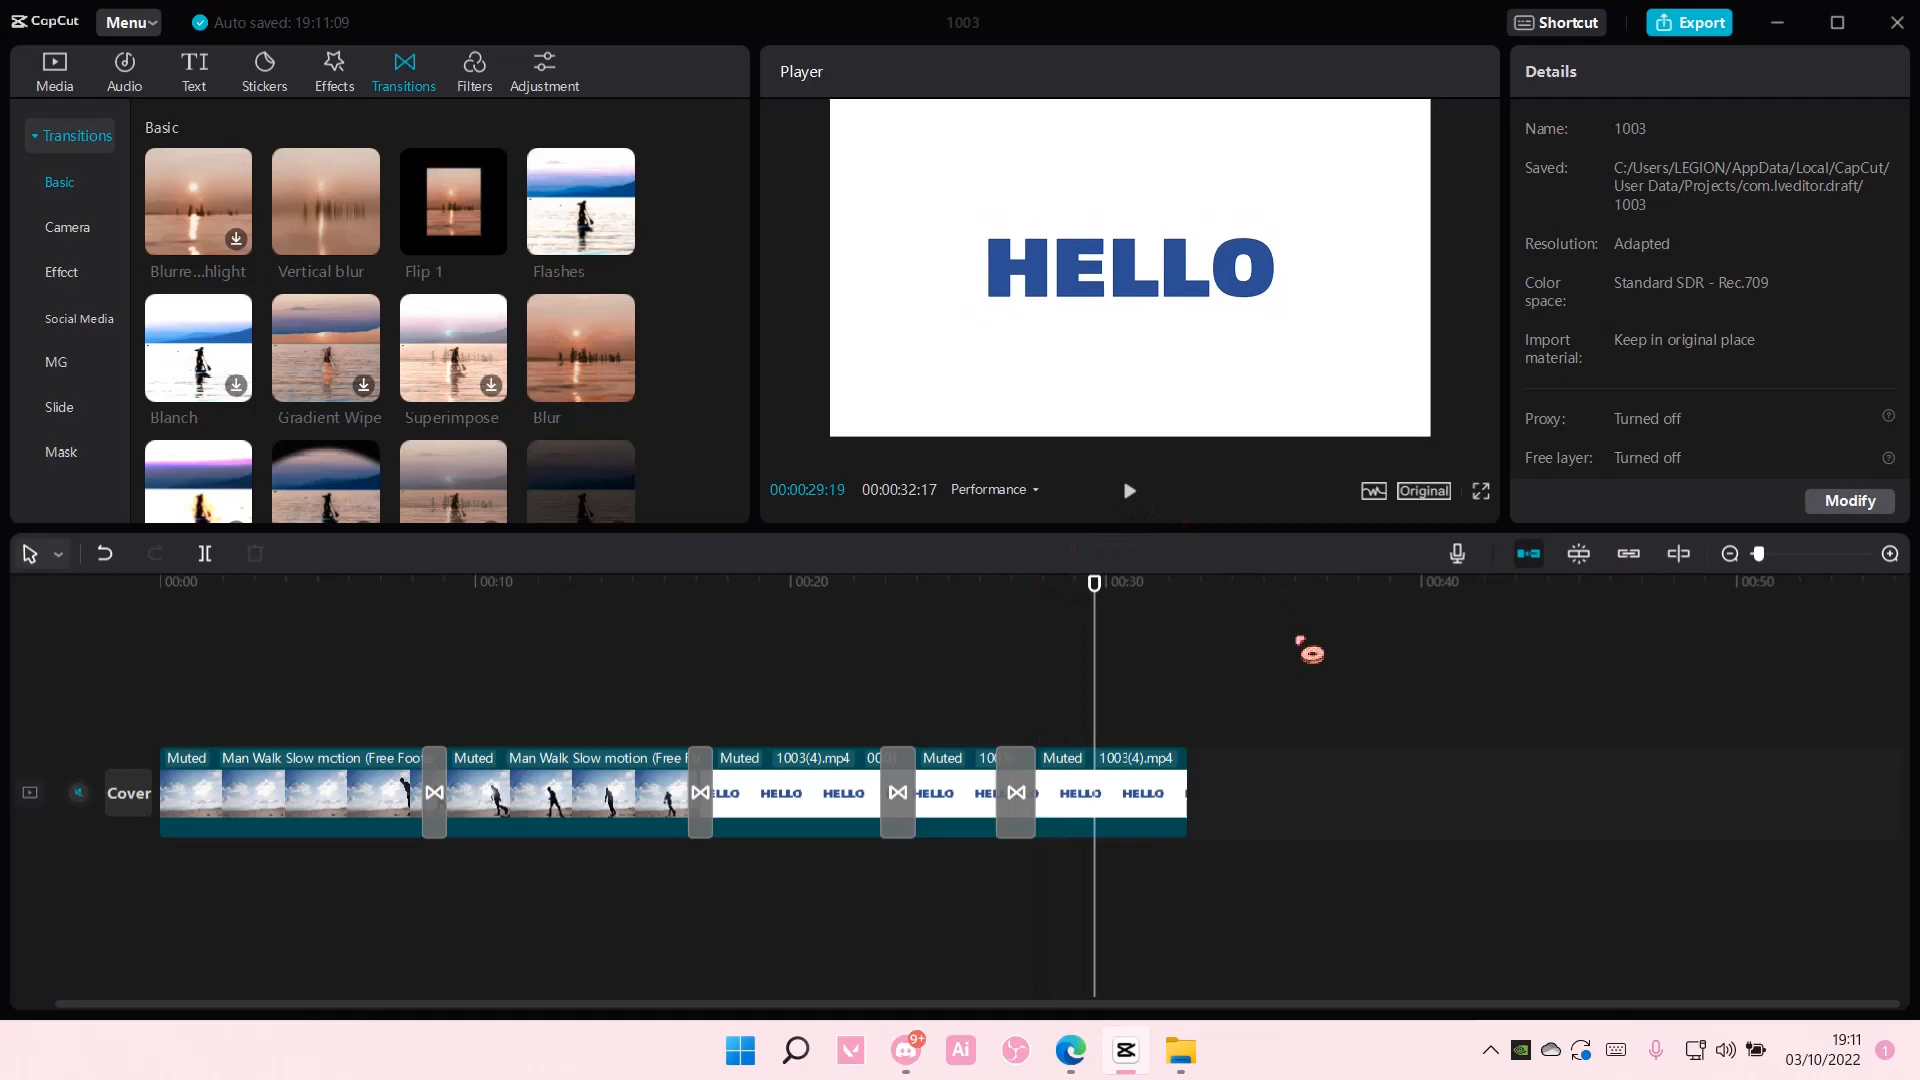 CapCut
Menu
Auto saved: 19:11:09
1003
Shortcut
Export
Media
Audio
Text
Stickers
Effects
Transitions
Filters
Adjustment
Player
Details
Transitions
Basic
Camera
Effect
Social Media
MG
Slide
Mask
Basic
Blurre...hlight
Vertical blur
Flip 1
Flashes
Blanch
Gradient Wipe
Superimpose
Blur
HELLO
00:00:29:19
00:00:32:17
Performance
Original
Name: 1003
Saved: C:/Users/LEGION/AppData/Local/CapCut/
User Data/Projects/com.lveditor.draft/
1003
Resolution: Adapted
Color space: Standard SDR - Rec.709
Import material: Keep in original place
Proxy: Turned off
Free layer: Turned off
Modify
00:00
00:10
00:20
00:30
00:40
00:50
Cover
Muted Man Walk Slow motion (Free Foo
Muted Man Walk Slow motion (Free F
Muted 1003(4).mp4
Muted
Muted 1003(4).mp4
ELLO HELLO HELLO
HELLO
HELLO HELLO
9+
Ai
19:11
03/10/2022
1